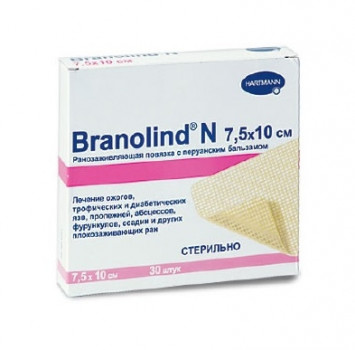 HARTMANN
Branolind® N 7,5x10 см
Ранозаживляющая повязка с перуанским бальзамом
Лечение ожогов,
трофических и диабетических
язв, пролежней, абсцессов,
фурункулов, ссадин и других
плохозаживающих ран
СТЕРИЛЬНО
7,5 x 10 см 30 штук